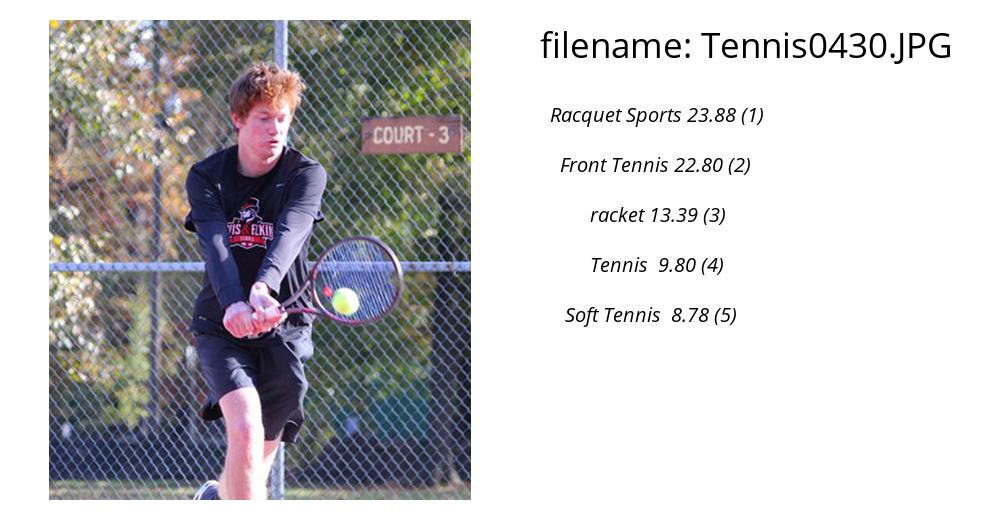 filename: Tennis0430.JPG
Racquet Sports 23.88 (1)
COURT - 3
Front Tennis 22.80 (2)
racket 13.39 (3)
& ELKIN
Tennis 9.80 (4)
Soft Tennis 8.78 (5)